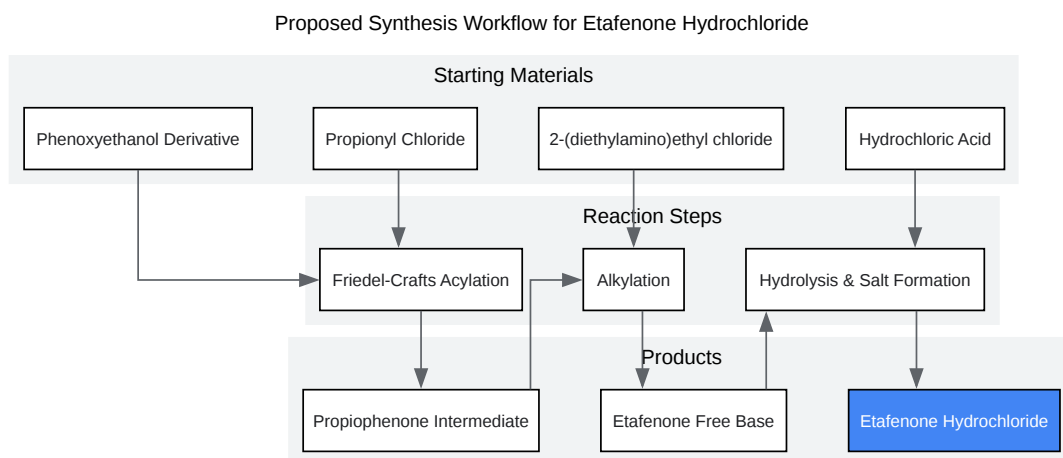 Proposed Synthesis Workflow for Etafenone Hydrochloride
Starting Materials
Phenoxyethanol Derivative
Propionyl Chloride
2-(diethylamino)ethyl chloride
Hydrochloric Acid
Reaction Steps
Friedel-Crafts Acylation
Alkylation
Hydrolysis & Salt Formation
Products
Propiophenone Intermediate
Etafenone Free Base
Etafenone Hydrochloride